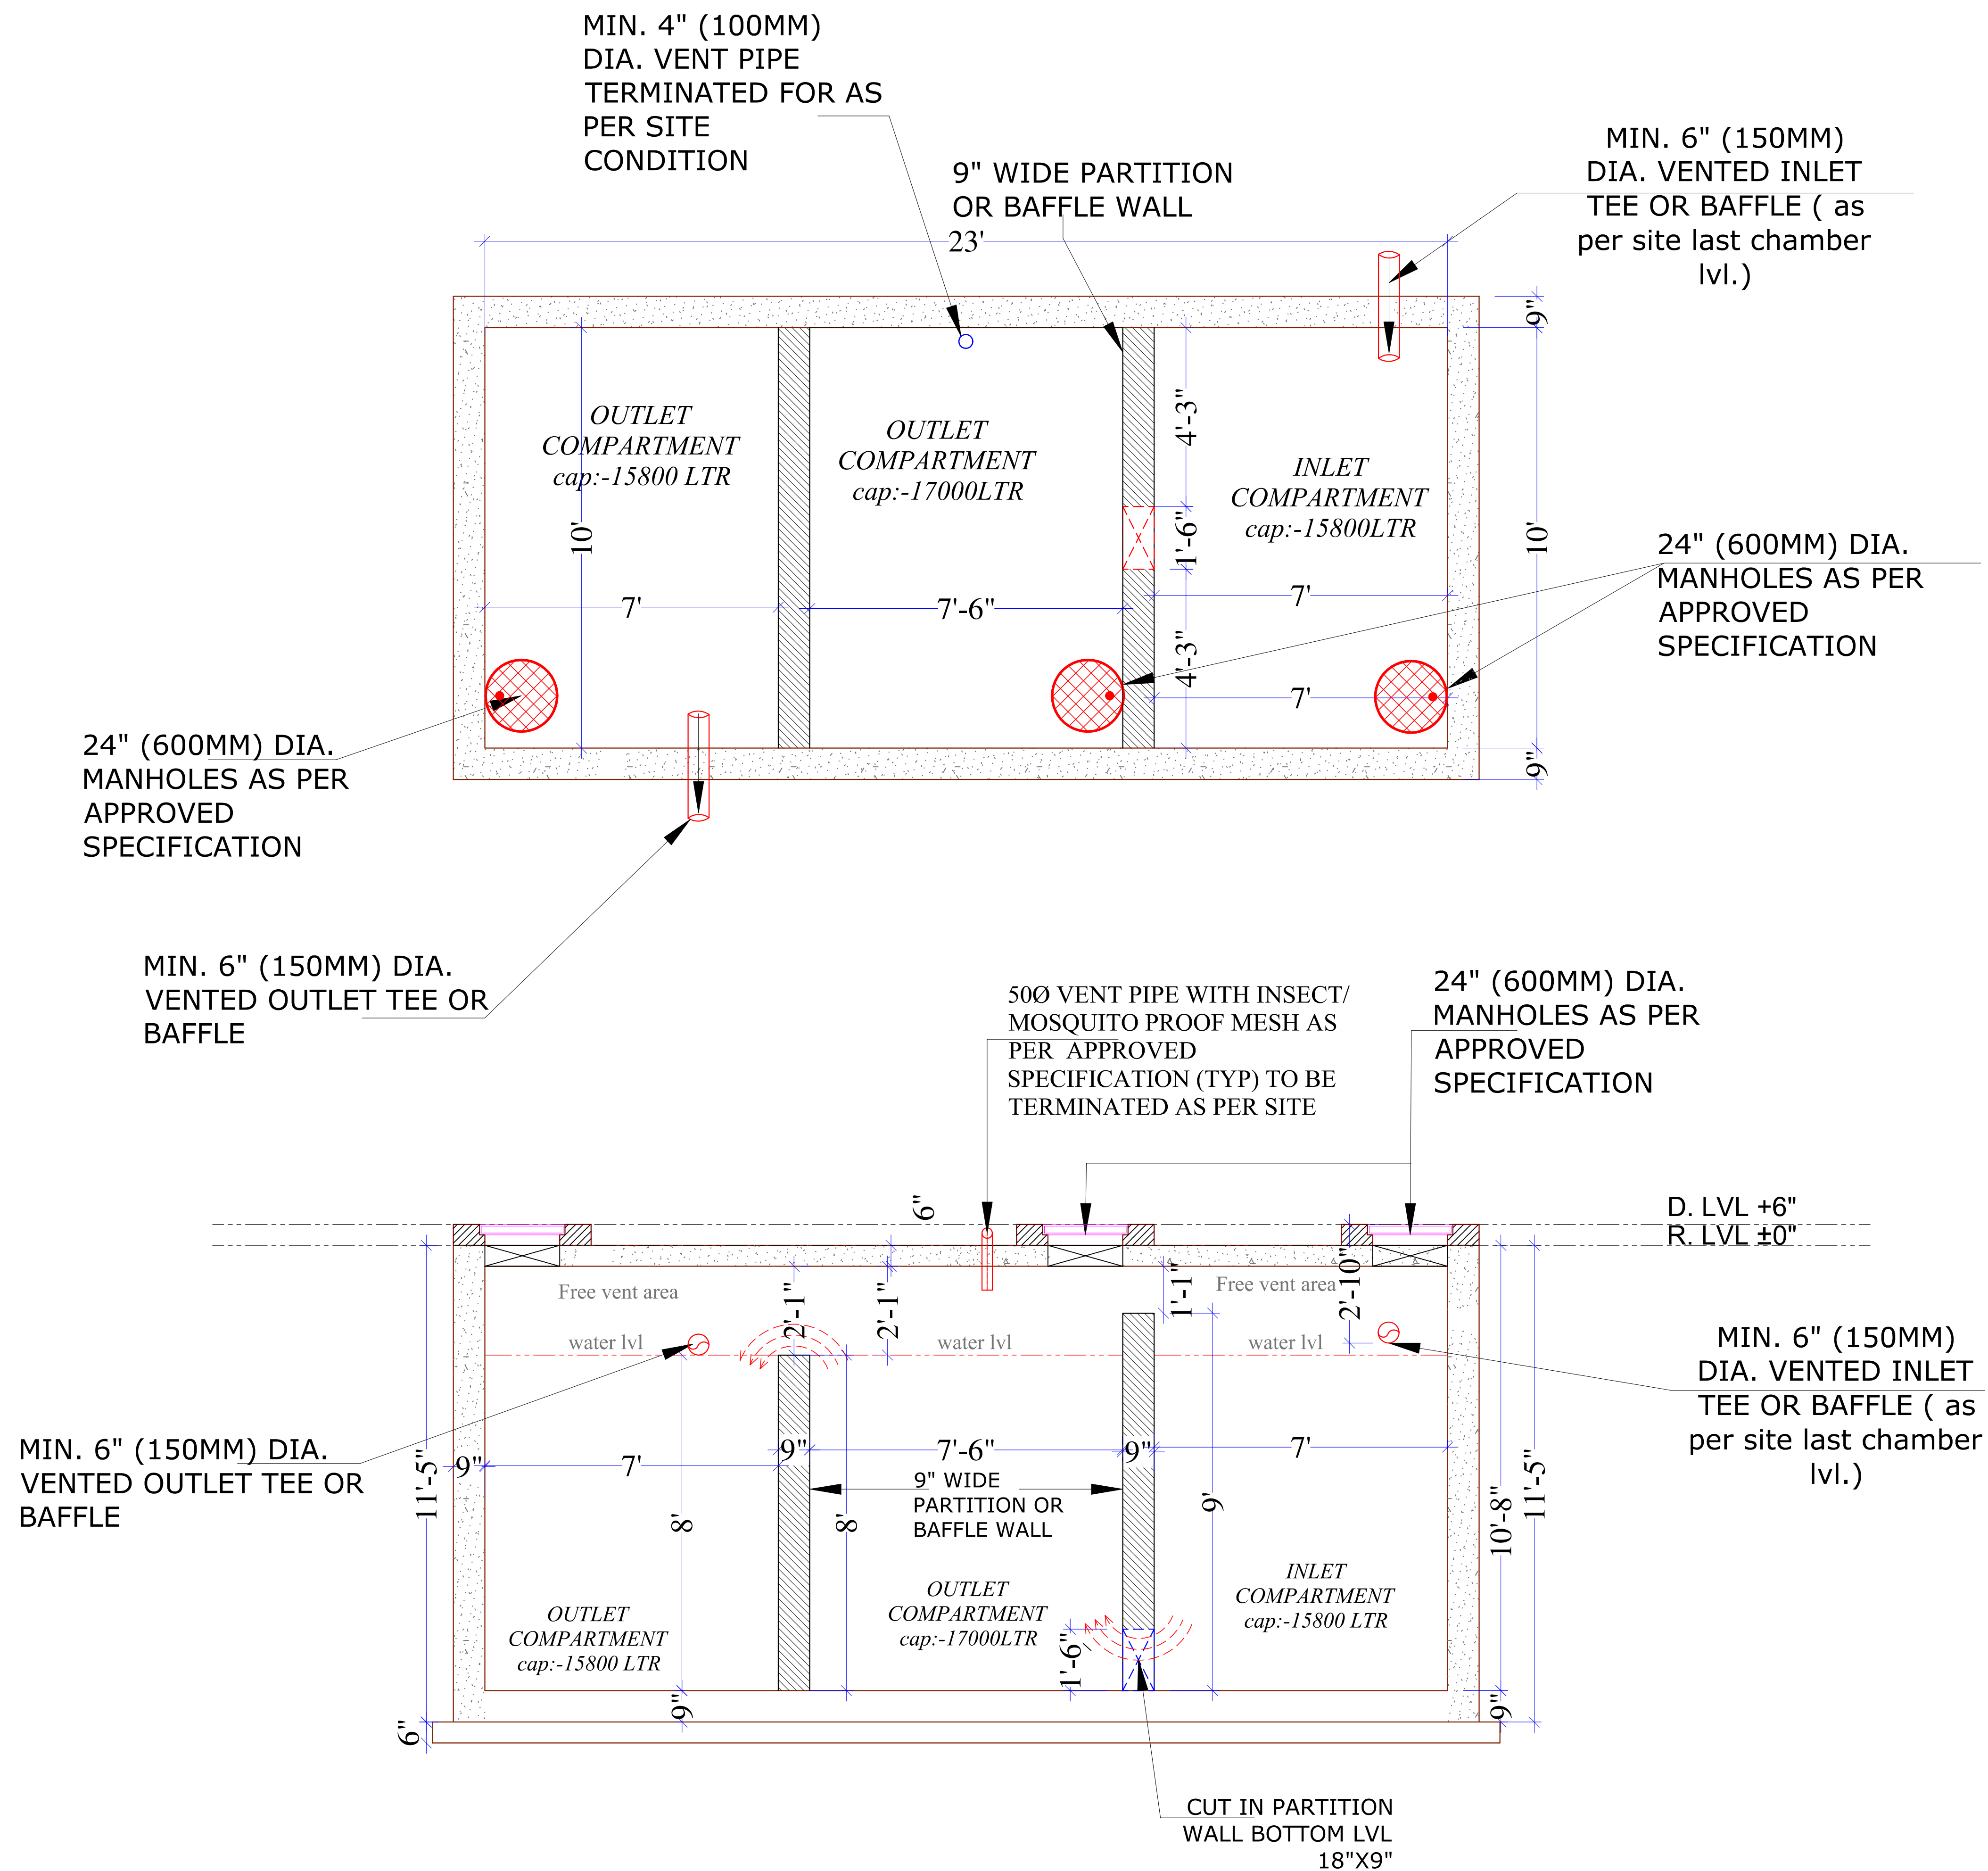 MIN. 4" (100MM)
DIA. VENT PIPE
TERMINATED FOR AS
PER SITE
CONDITION
9" WIDE PARTITION
OR BAFFLE WALL
MIN. 6" (150MM)
DIA. VENTED INLET
TEE OR BAFFLE ( as
per site last chamber
lvl.)
23'
9"
OUTLET
COMPARTMENT
cap:-15800 LTR
OUTLET
COMPARTMENT
cap:-17000LTR
4'-3"
INLET
COMPARTMENT
cap:-15800LTR
10'
1'-6"
10'
24" (600MM) DIA.
MANHOLES AS PER
APPROVED
SPECIFICATION
7'
7'-6"
7'
4'-3"
7'
24" (600MM) DIA.
MANHOLES AS PER
APPROVED
SPECIFICATION
9"
MIN. 6" (150MM) DIA.
VENTED OUTLET TEE OR
BAFFLE
50Ø VENT PIPE WITH INSECT/
MOSQUITO PROOF MESH AS
PER APPROVED
SPECIFICATION (TYP) TO BE
TERMINATED AS PER SITE
24" (600MM) DIA.
MANHOLES AS PER
APPROVED
SPECIFICATION
6"
D. LVL +6"
R. LVL ±0"
Free vent area
2'-1"
2'-1"
1'-1"
Free vent area
2'-10"
water lvl
water lvl
water lvl
MIN. 6" (150MM)
DIA. VENTED INLET
TEE OR BAFFLE ( as
per site last chamber
lvl.)
MIN. 6" (150MM) DIA.
VENTED OUTLET TEE OR
BAFFLE
11'-5"
9"
7'
9"
7'-6"
9"
7'
8'
8'
9" WIDE
PARTITION OR
BAFFLE WALL
9'
10'-8"
11'-5"
OUTLET
COMPARTMENT
cap:-15800 LTR
OUTLET
COMPARTMENT
cap:-17000LTR
INLET
COMPARTMENT
cap:-15800 LTR
1'-6"
9"
9"
6"
CUT IN PARTITION
WALL BOTTOM LVL
18"X9"